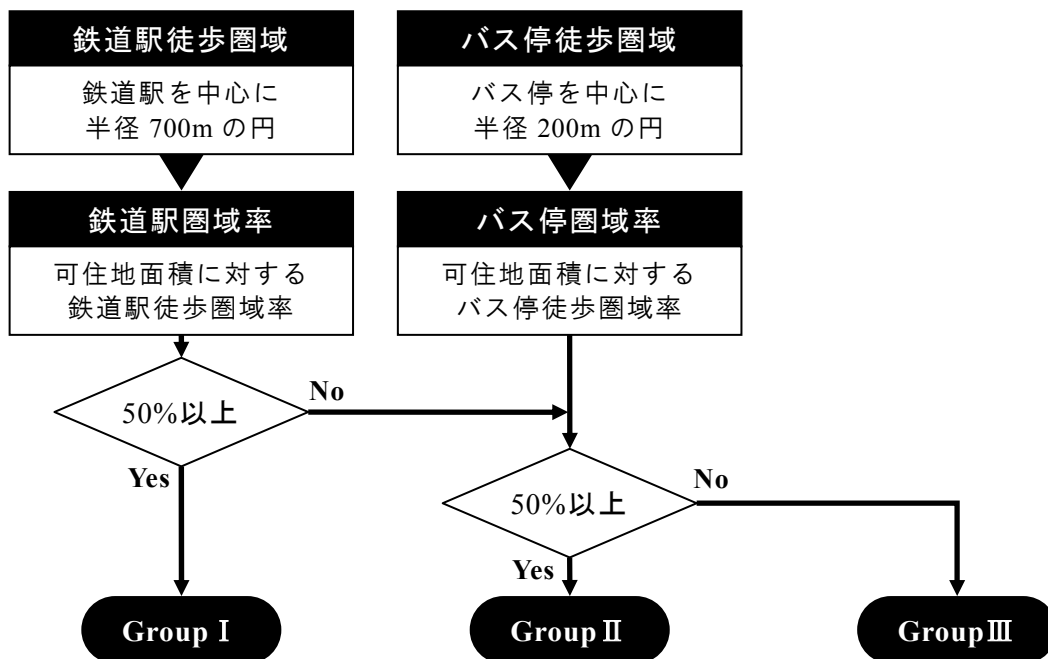 鉄道駅徒歩圏域
鉄道駅を中心に
半径 700m の円
バス停徒歩圏域
バス停を中心に
半径 200m の円
鉄道駅圏域率
可住地面積に対する
鉄道駅徒歩圏域率
バス停圏域率
可住地面積に対する
バス停徒歩圏域率
50%以上
No
Yes
50%以上
No
Yes
Group Ⅰ
Group Ⅱ
Group Ⅲ